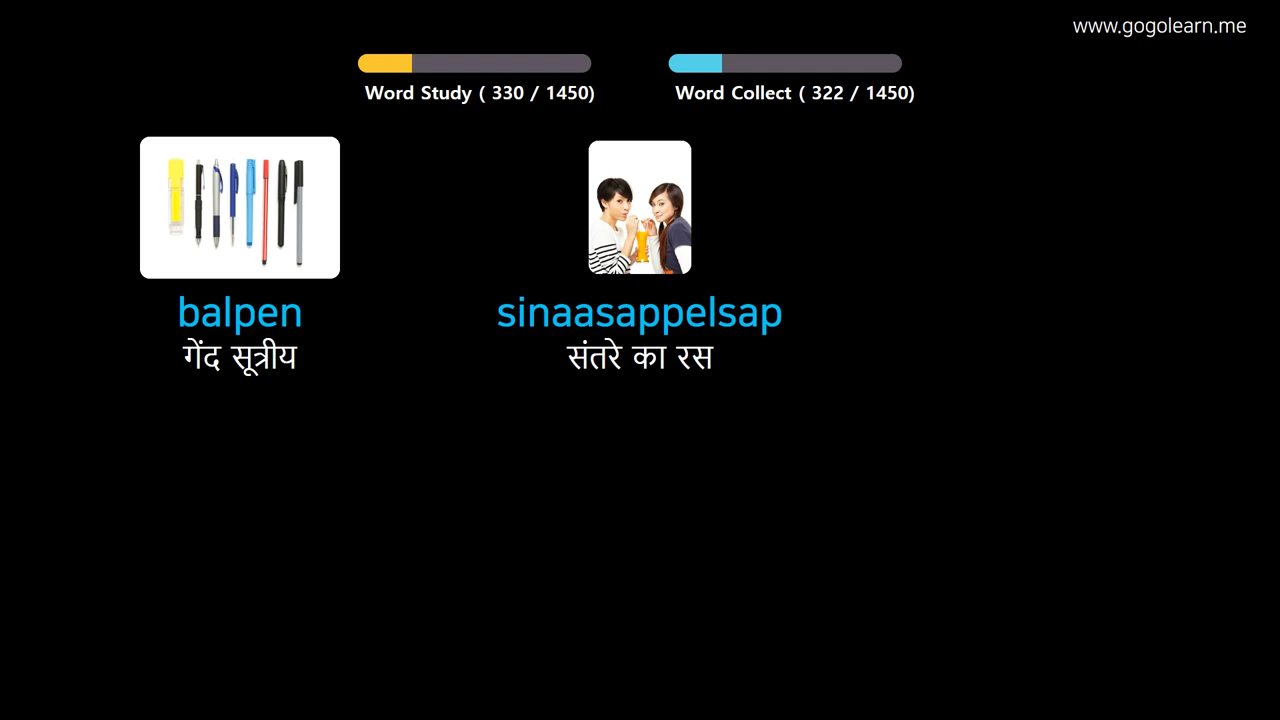 www.gogolearn.me
Word Study ( 330 / 1450)
Word Collect ( 322 / 1450)
balpen
गेंद सूत्रीय
sinaasappelsap
संतरे का रस